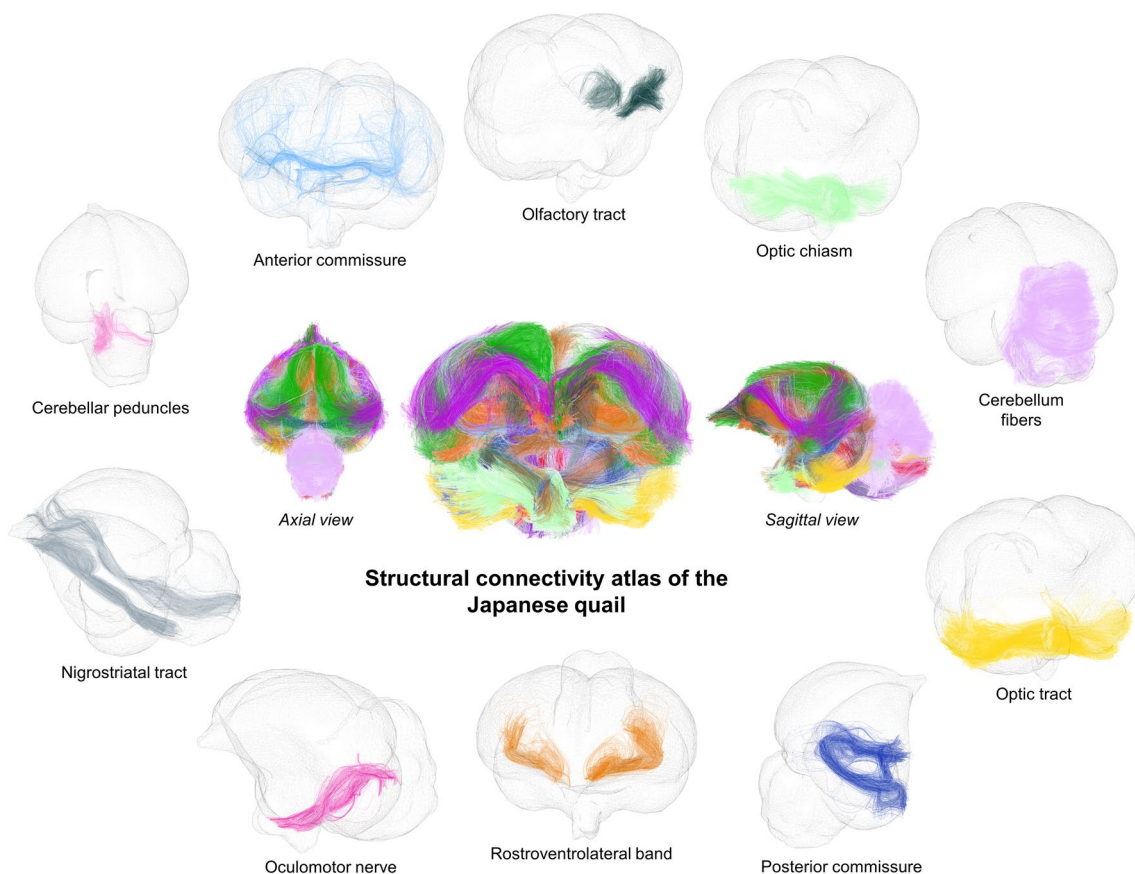 Olfactory tract
Anterior commissure
Optic chiasm
Cerebellar peduncles
Cerebellum
fibers
Axial view
Sagittal view
Structural connectivity atlas of the
Japanese quail
Nigrostriatal tract
Optic tract
Oculomotor nerve
Rostroventrolateral band
Posterior commissure